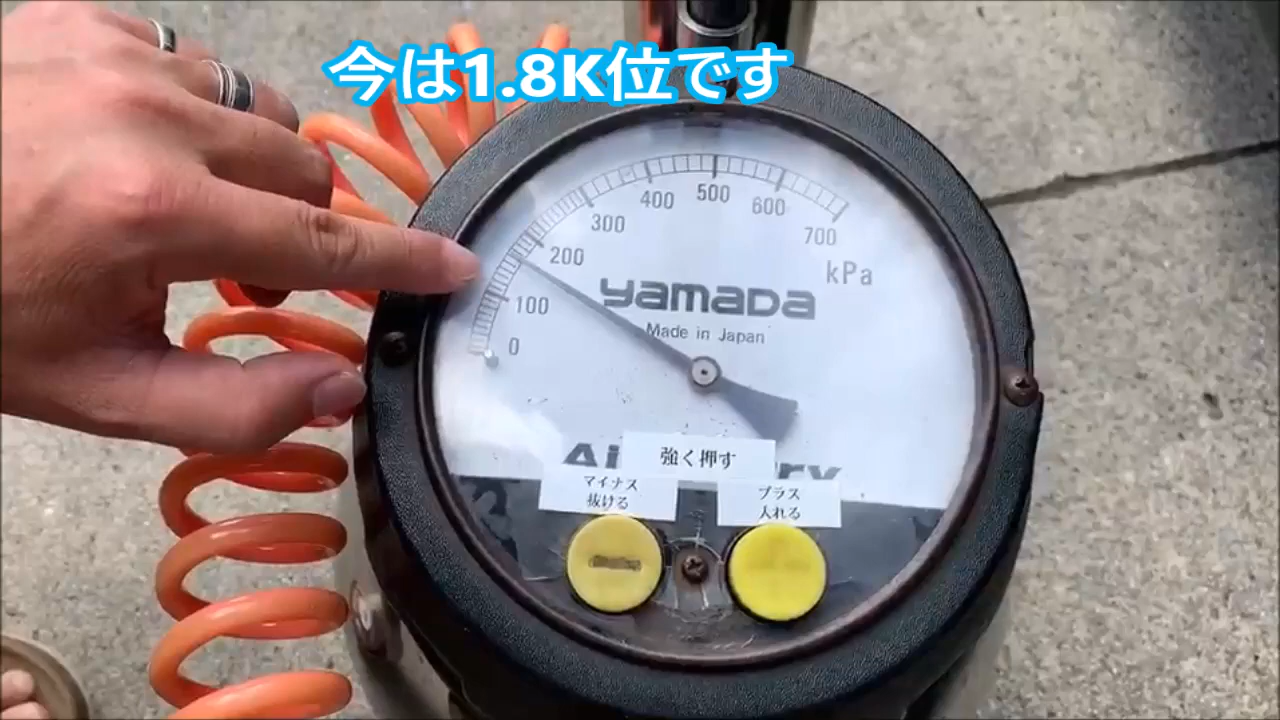 今は1.8K位です
0
100
200
300
400
500
600
700
kPa
yamada
Made in Japan
強く押す
マイナス
抜ける
プラス
入れる